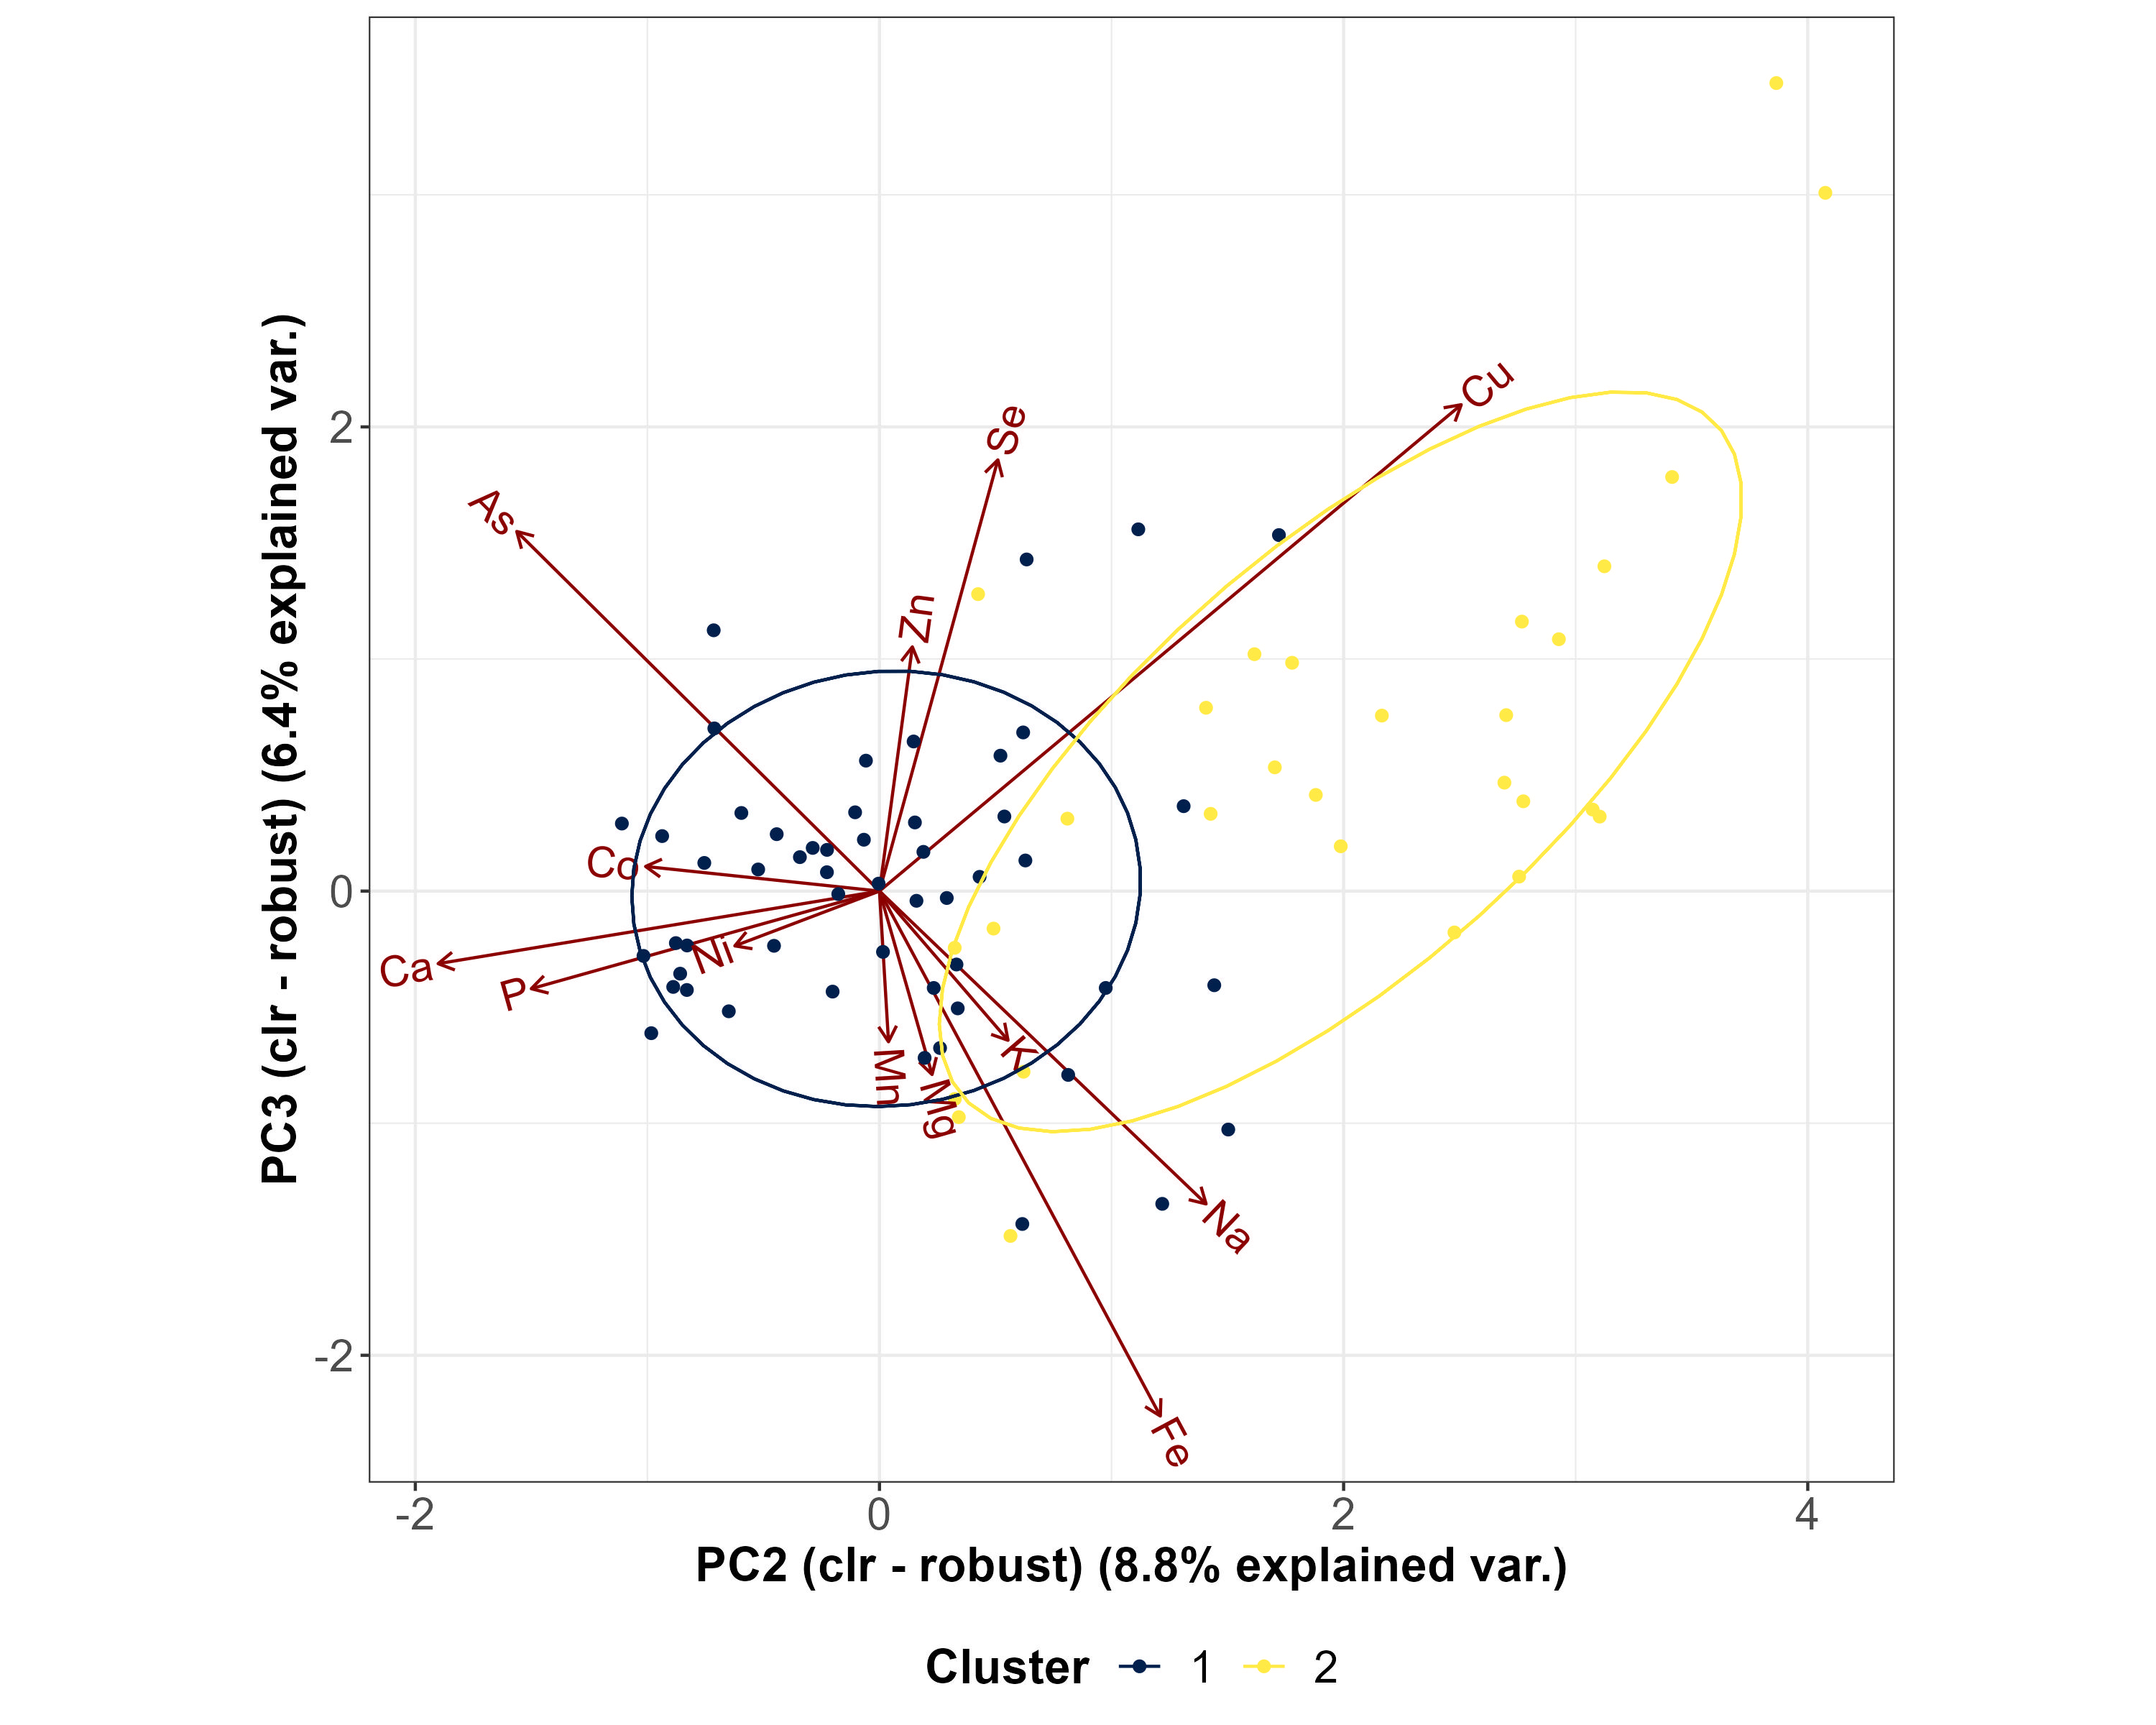 PC3 (clr - robust) (6.4% explained var.)
2
0
-2
Cu
Se
As
Zn
Co
Ca
P
Ni
K
Mn
Mg
Na
Fe
-2
0
2
4
PC2 (clr - robust) (8.8% explained var.)
Cluster 1 2